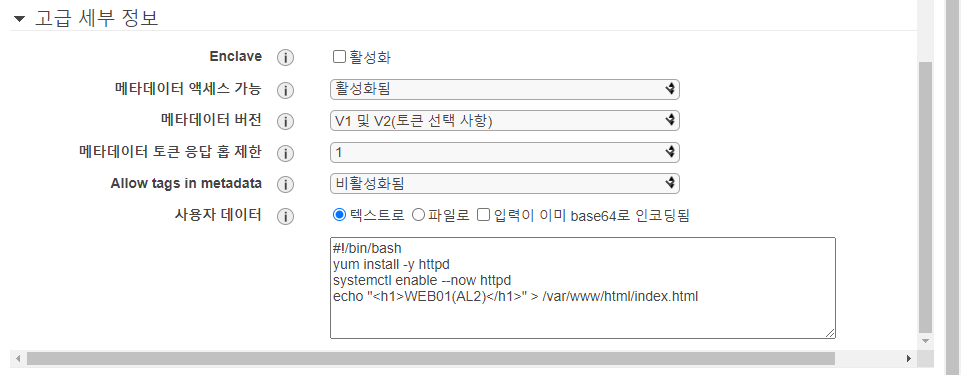 고급 세부 정보
Enclave 활성화
메타데이터 액세스 가능 활성화됨
메타데이터 버전 V1 및 V2(토큰 선택 사항)
메타데이터 토큰 응답 홉 제한 1
Allow tags in metadata 비활성화됨
사용자 데이터 텍스트로 파일로 입력이 이미 base64로 인코딩됨
#!/bin/bash
yum install -y httpd
systemctl enable --now httpd
echo "<h1>WEB01(AL2)</h1>" > /var/www/html/index.html